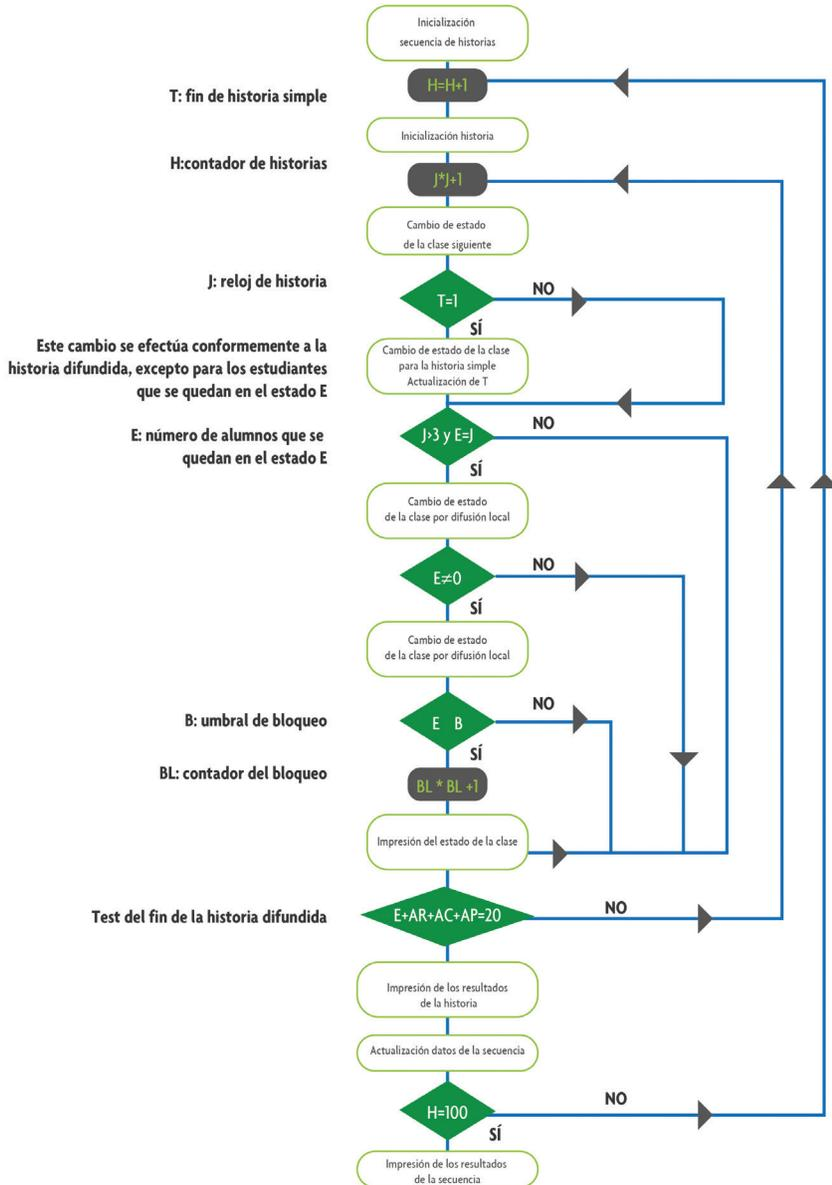 Inicialización
secuencia de historias
H=H+1
T: fin de historia simple
Inicialización historia
H:contador de historias
J*J+1
Cambio de estado
de la clase siguiente
J: reloj de historia
T=1
NO
SÍ
Este cambio se efectúa conformemente a la
historia difundida, excepto para los estudiantes
que se quedan en el estado E
Cambio de estado de la clase
para la historia simple
Actualización de T
E: número de alumnos que se
quedan en el estado E
J>3 y E=J
NO
SÍ
Cambio de estado
de la clase por difusión local
E≠0
NO
SÍ
Cambio de estado
de la clase por difusión local
B: umbral de bloqueo
E B
NO
SÍ
BL: contador del bloqueo
BL * BL +1
Impresión del estado de la clase
Test del fin de la historia difundida
E+AR+AC+AP=20
NO
Impresión de los resultados
de la historia
Actualización datos de la secuencia
H=100
NO
SÍ
Impresión de los resultados
de la secuencia